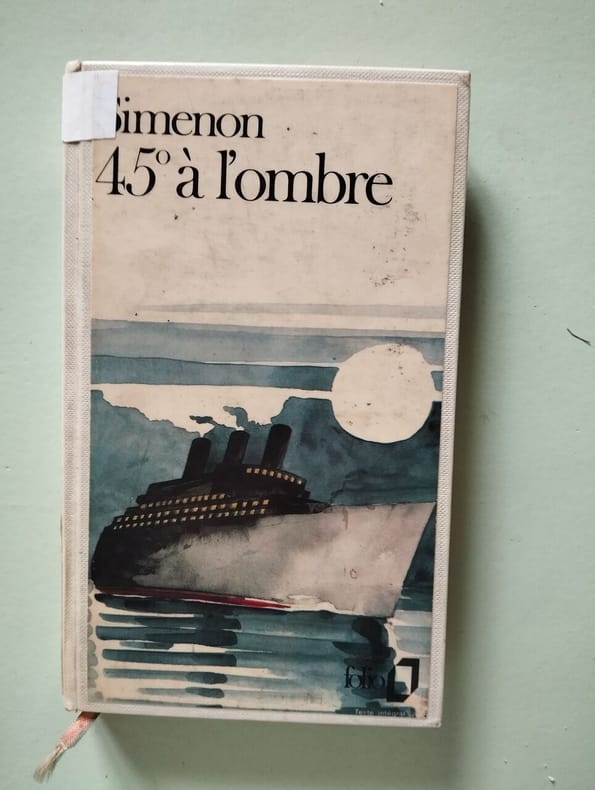 Simenon
45° à l'ombre
folio
Texte intégral